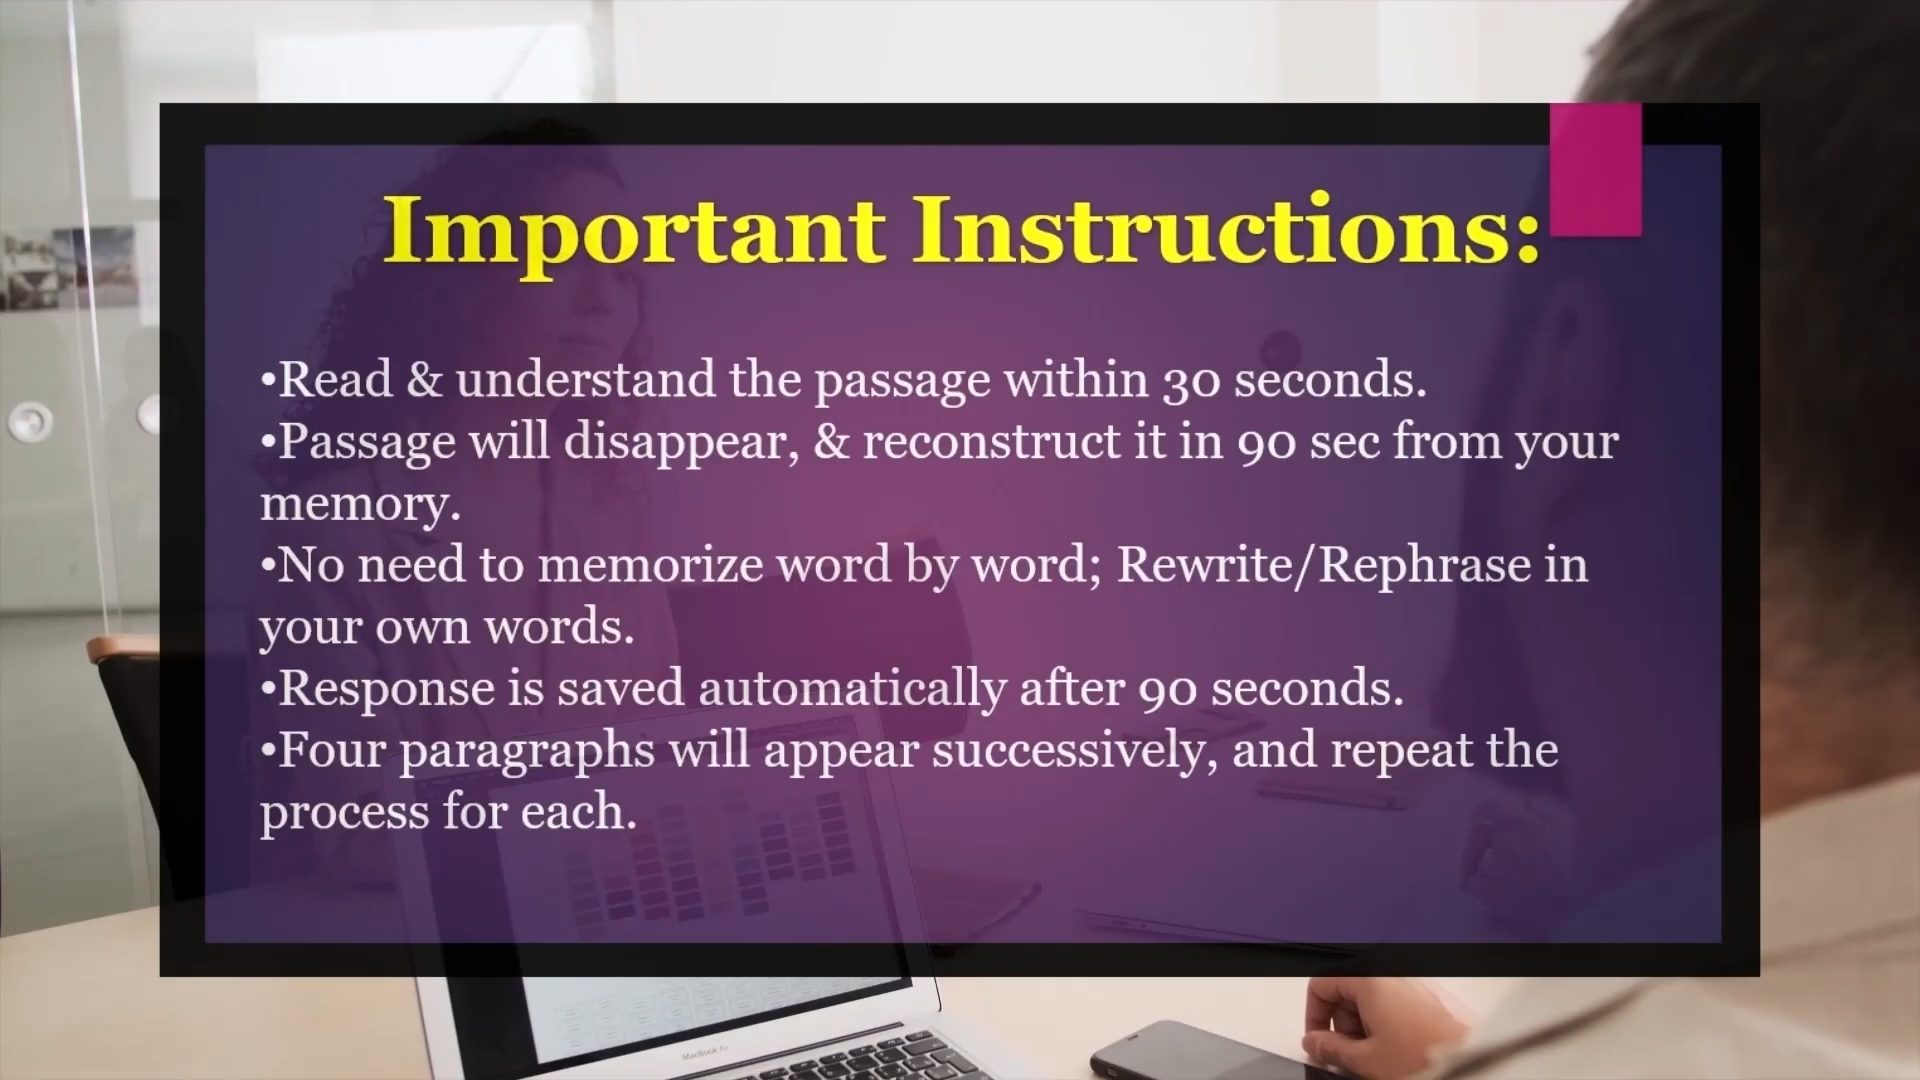 Important Instructions:
•Read & understand the passage within 30 seconds.
•Passage will disappear, & reconstruct it in 90 sec from your
memory.
•No need to memorize word by word; Rewrite/Rephrase in
your own words.
•Response is saved automatically after 90 seconds.
•Four paragraphs will appear successively, and repeat the
process for each.
MacBook Air